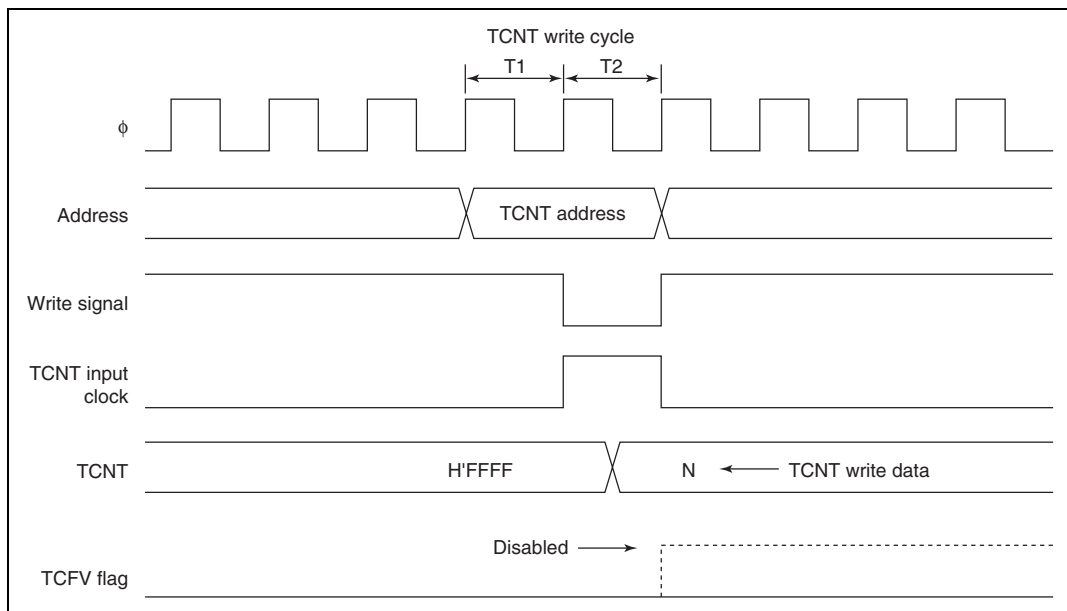 TCNT write cycle
T1 T2
ϕ
Address
TCNT address
Write signal
TCNT input
clock
TCNT
H'FFFF
N
TCNT write data
Disabled
TCFV flag